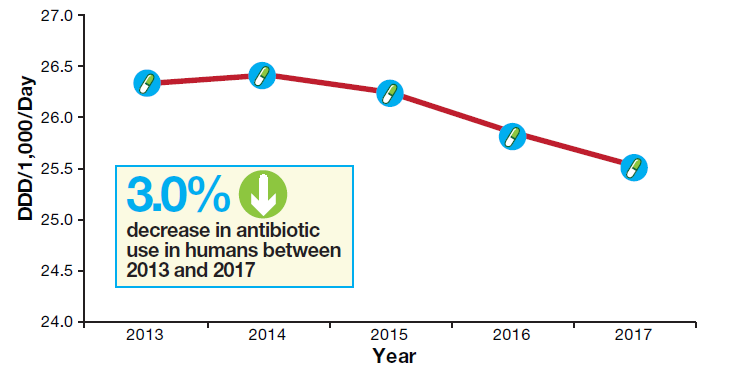 27.0
26.5
26.0
25.5
25.0
24.5
24.0
DDD/1,000/Day
3.0%
decrease in antibiotic
use in humans between
2013 and 2017
2013 2014 2015 2016 2017
Year